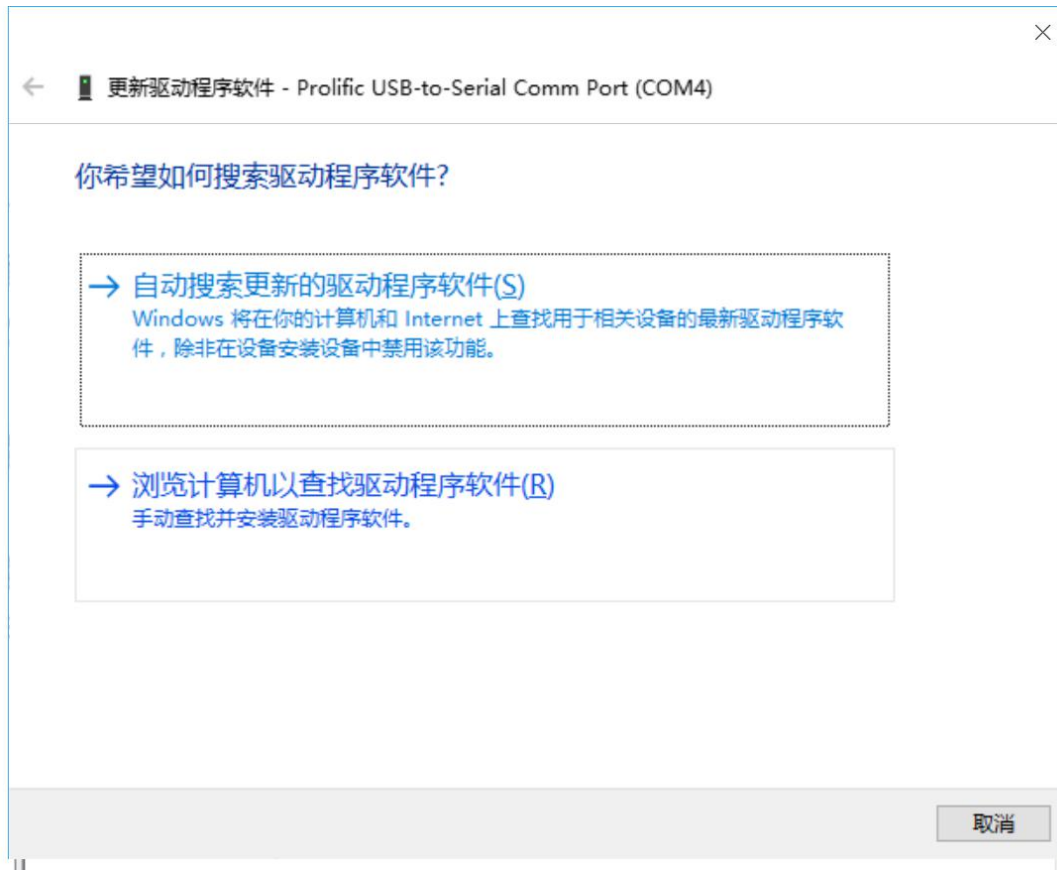 更新驱动程序软件 - Prolific USB-to-Serial Comm Port (COM4)
你希望如何搜索驱动程序软件?
自动搜索更新的驱动程序软件(S)
Windows 将在你的计算机和 Internet 上查找用于相关设备的最新驱动程序软
件，除非在设备安装设备中禁用该功能。
浏览计算机以查找驱动程序软件(R)
手动查找并安装驱动程序软件。
取消